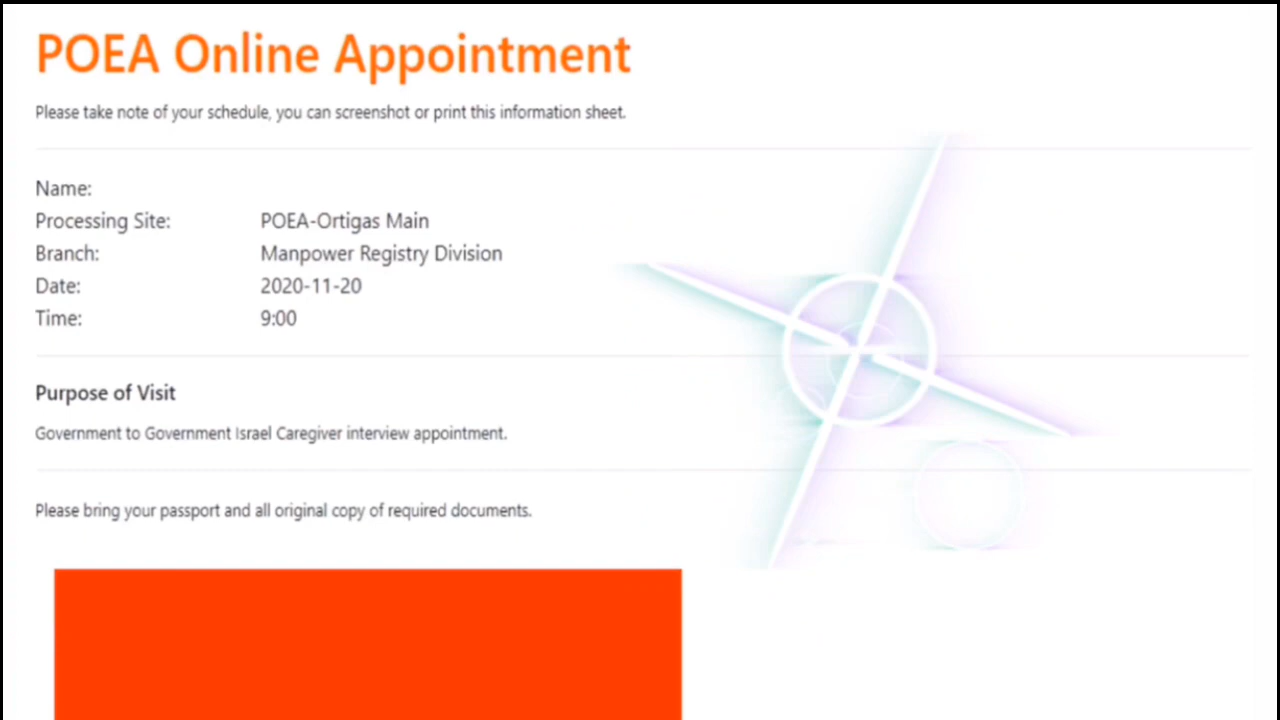 POEA Online Appointment
Please take note of your schedule, you can screenshot or print this information sheet.
Name:
Processing Site: POEA-Ortigas Main
Branch: Manpower Registry Division
Date: 2020-11-20
Time: 9:00
Purpose of Visit
Government to Government Israel Caregiver interview appointment.
Please bring your passport and all original copy of required documents.